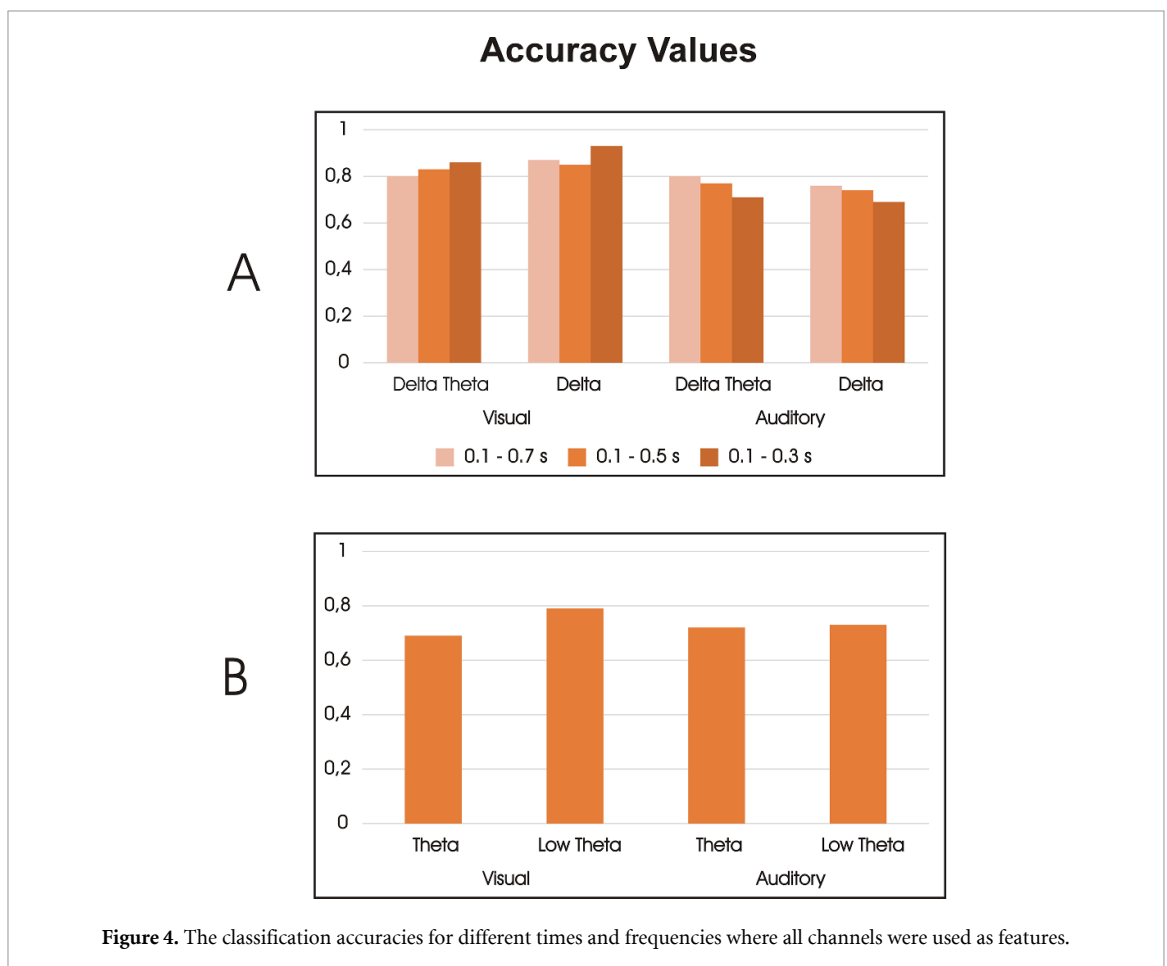 Accuracy Values
A
1
0,8
0,6
0,4
0,2
0
Delta Theta Delta Delta Theta Delta
Visual Auditory
0.1 - 0.7 s 0.1 - 0.5 s 0.1 - 0.3 s
B
1
0,8
0,6
0,4
0,2
0
Theta Low Theta Theta Low Theta
Visual Auditory
Figure 4. The classification accuracies for different times and frequencies where all channels were used as features.